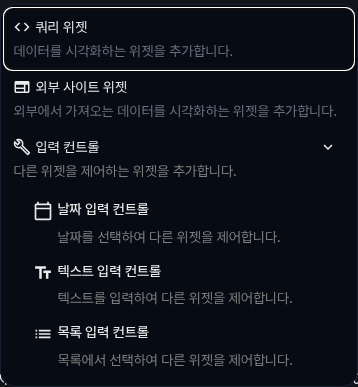 쿼리 위젯
데이터를 시각화하는 위젯을 추가합니다.
외부 사이트 위젯
외부에서 가져오는 데이터를 시각화하는 위젯을 추가합니다.
입력 컨트롤
다른 위젯을 제어하는 위젯을 추가합니다.
날짜 입력 컨트롤
날짜를 선택하여 다른 위젯을 제어합니다.
텍스트 입력 컨트롤
텍스트를 입력하여 다른 위젯을 제어합니다.
목록 입력 컨트롤
목록에서 선택하여 다른 위젯을 제어합니다.